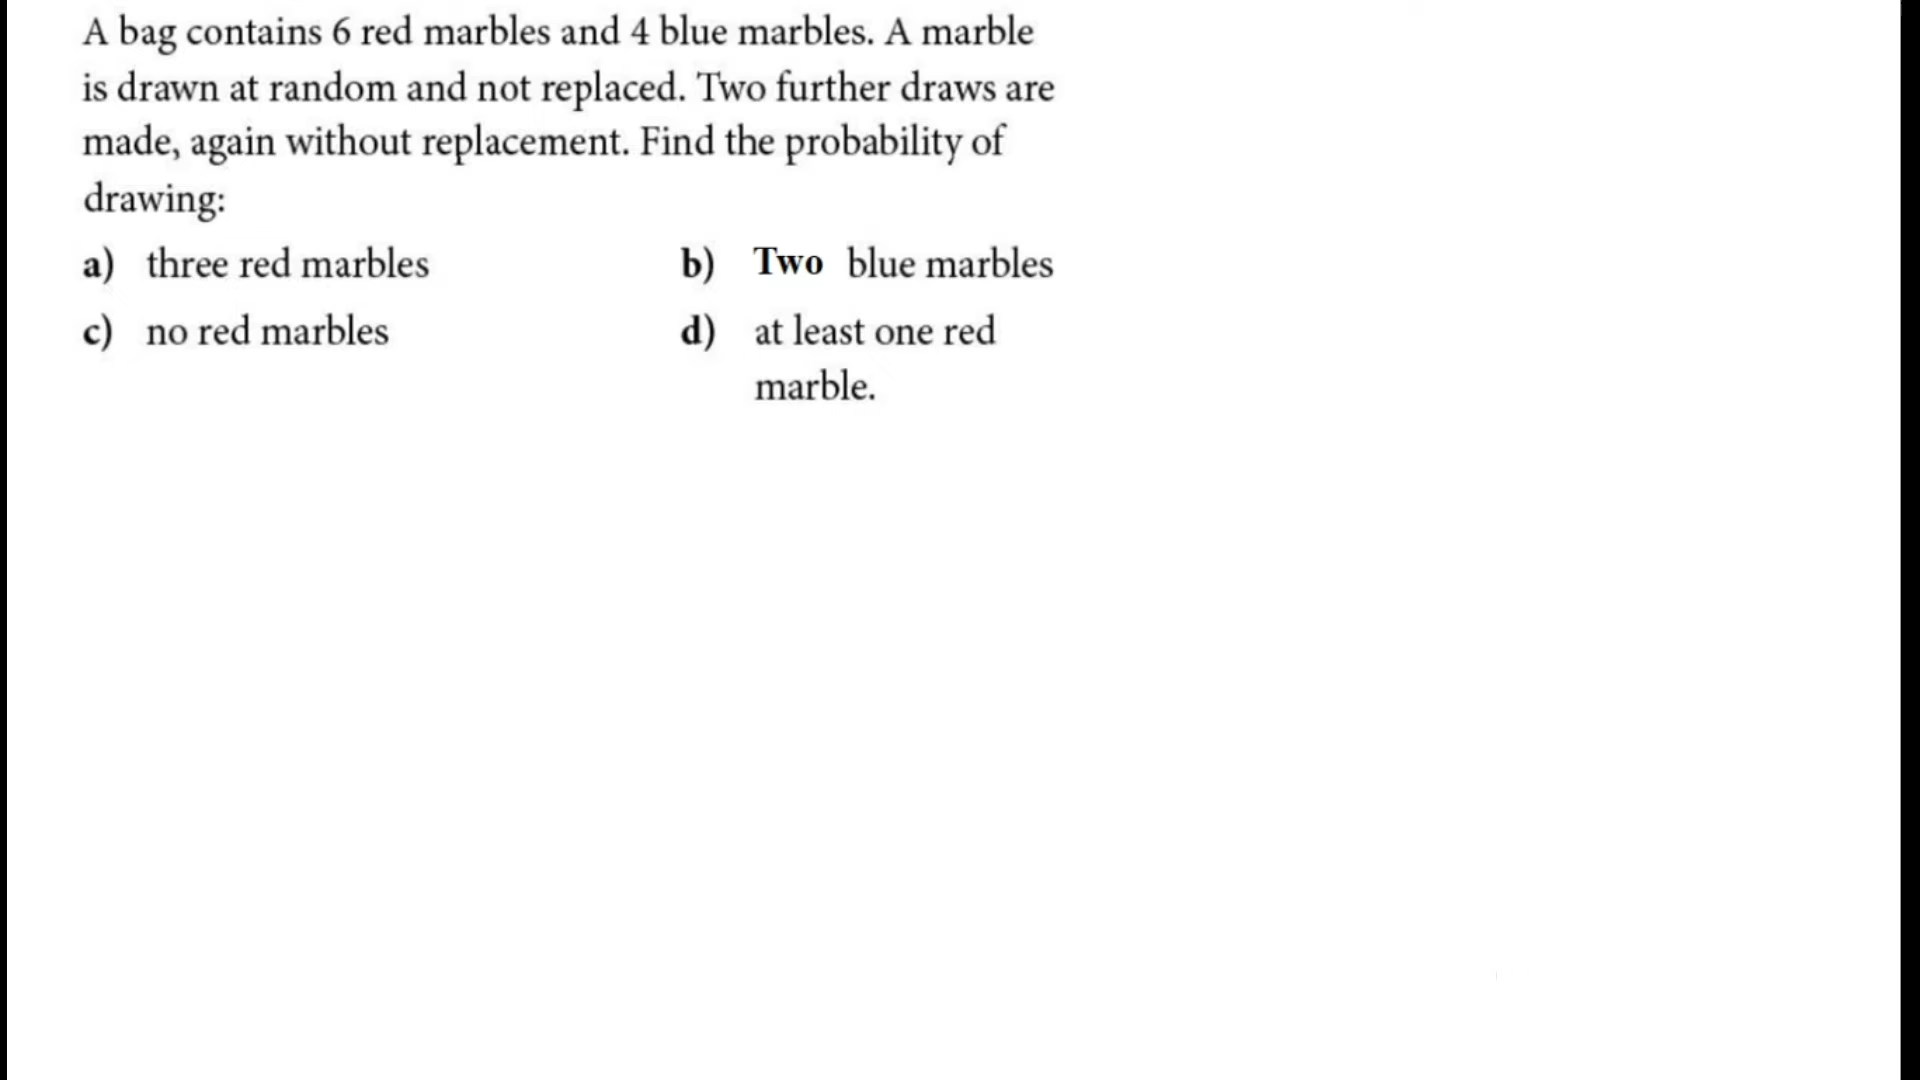 A bag contains 6 red marbles and 4 blue marbles. A marble
is drawn at random and not replaced. Two further draws are
made, again without replacement. Find the probability of
drawing:
a) three red marbles b) Two blue marbles
c) no red marbles d) at least one red
marble.